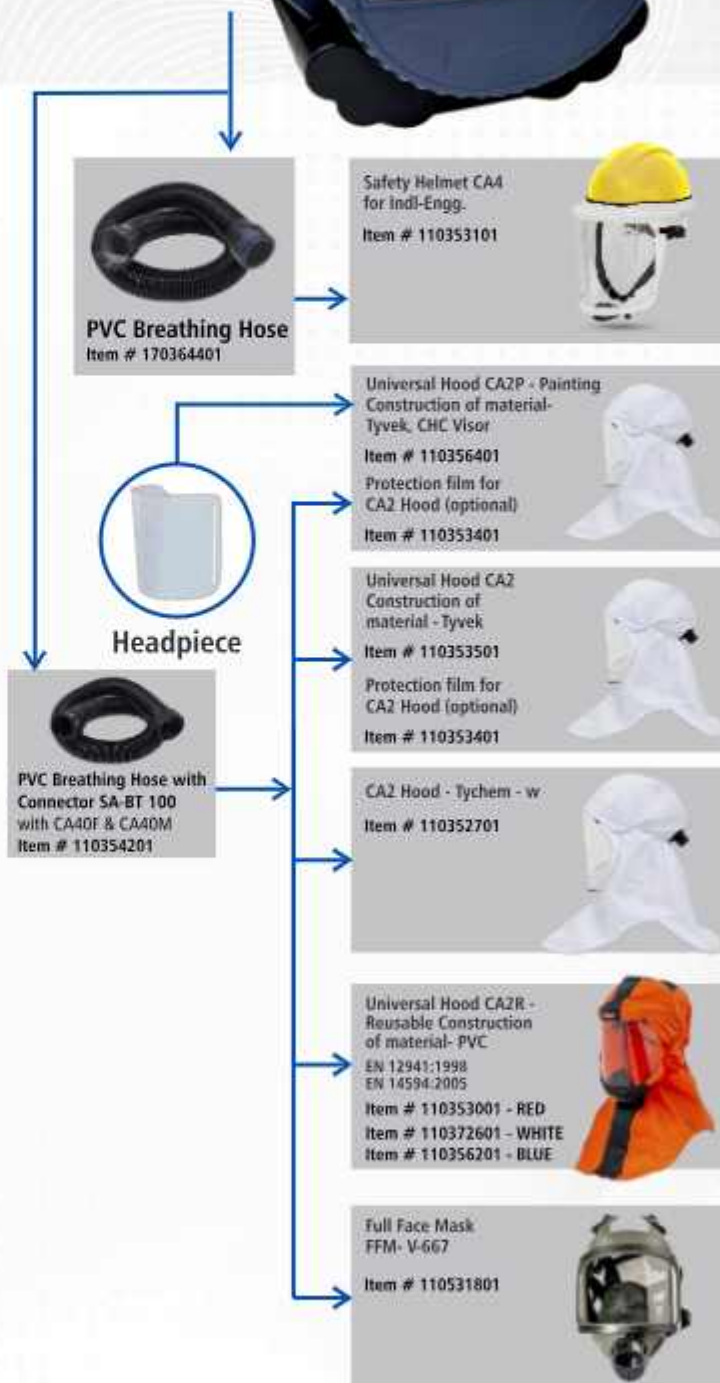 PVC Breathing Hose
Item # 170364401
Safety Helmet CA4
for Indl-Engg.
Item # 110353101
Universal Hood CA2P - Painting
Construction of material-
Tyvek, CHC Visor
Item # 110356401
Protection film for
CA2 Hood (optional)
Item # 110353401
Headpiece
Universal Hood CA2
Construction of
material - Tyvek
Item # 110353501
Protection film for
CA2 Hood (optional)
Item # 110353401
PVC Breathing Hose with
Connector SA-BT 100
with CA40F & CA40M
Item # 110354201
CA2 Hood - Tychem - w
Item # 110352701
Universal Hood CA2R -
Reusable Construction
of material- PVC
EN 12941:1998
EN 14594:2005
Item # 110353001 - RED
Item # 110372601 - WHITE
Item # 110356201 - BLUE
Full Face Mask
FFM- V-667
Item # 110531801